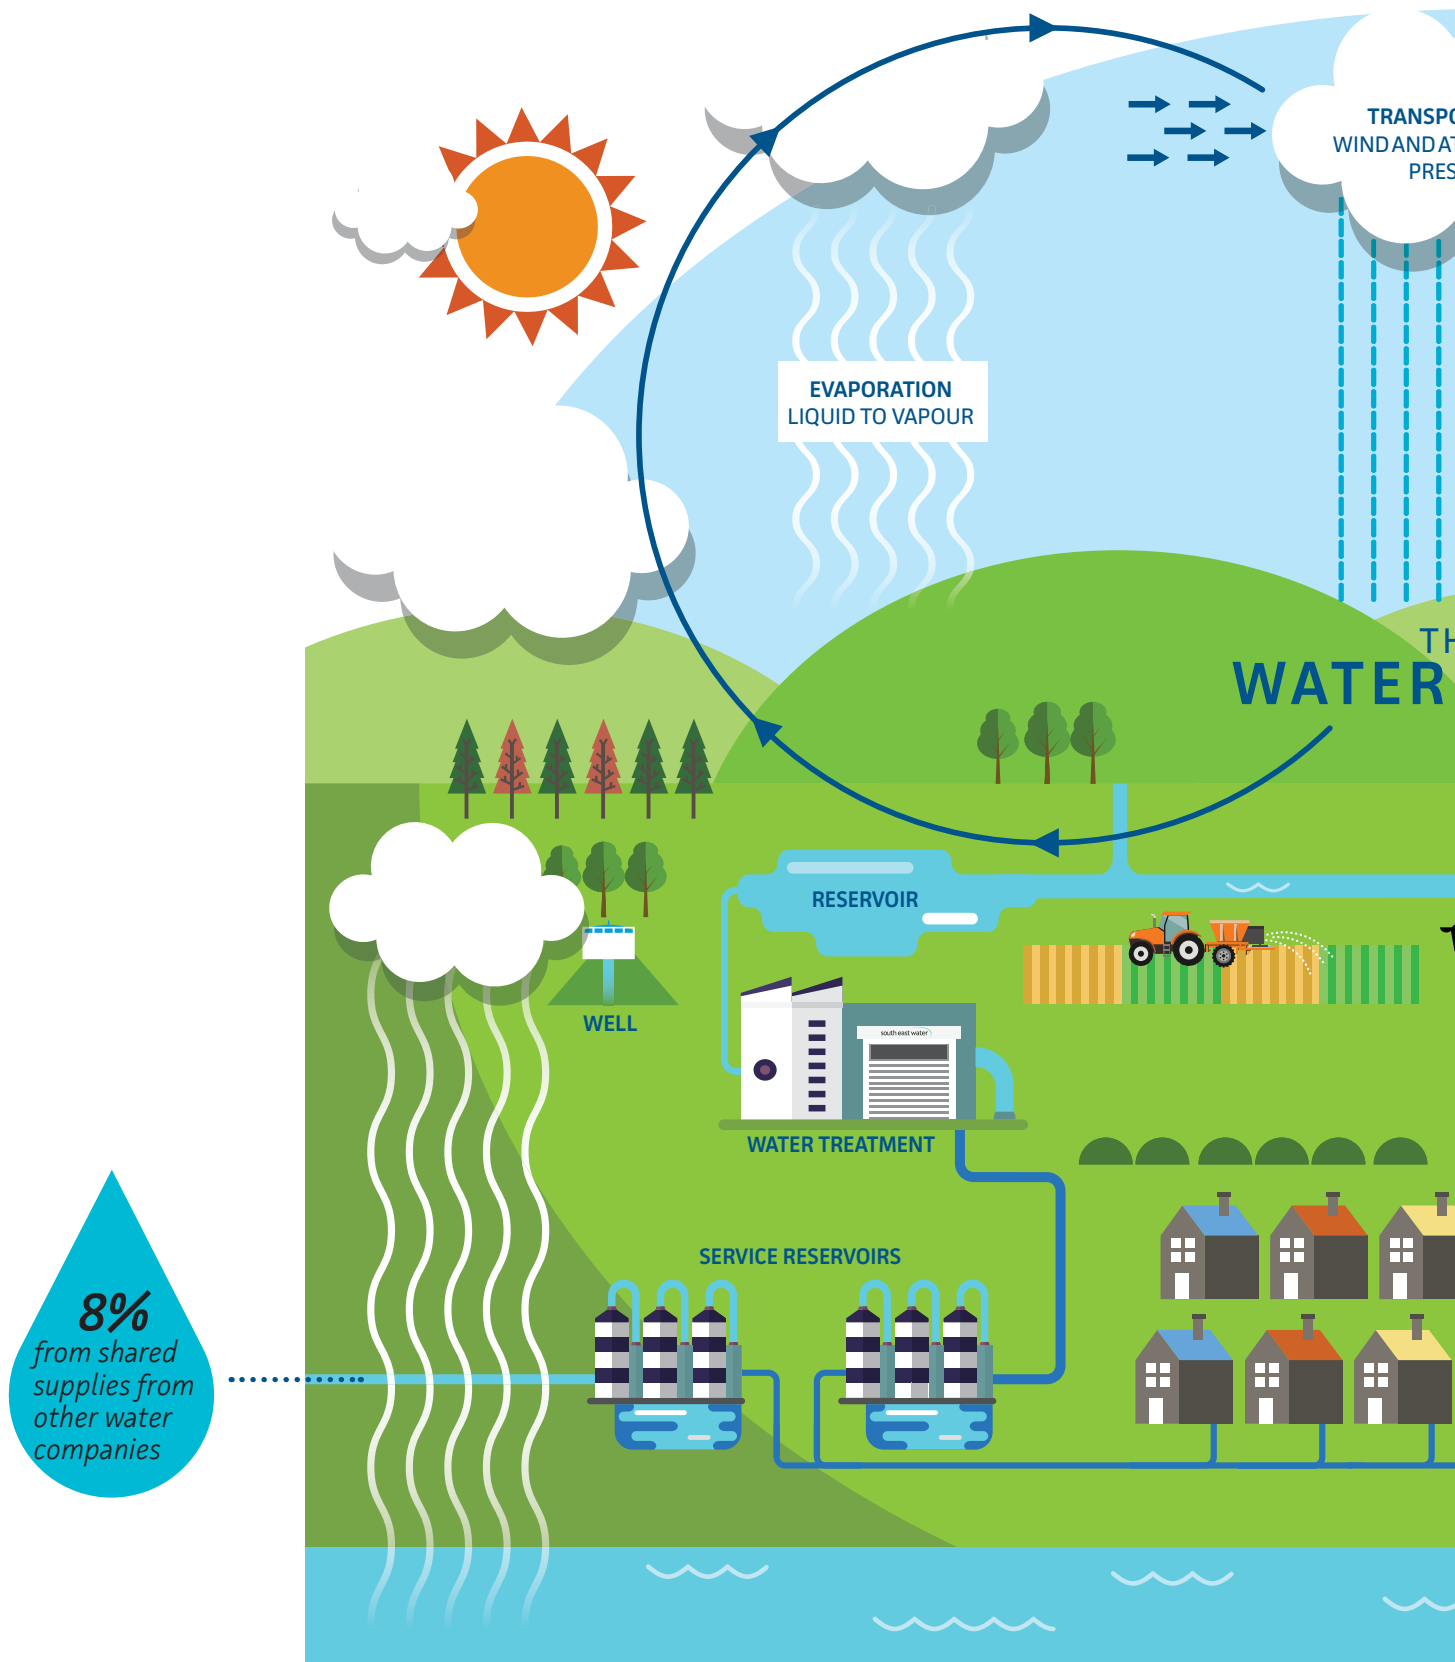 TRANSPO
WIND AND AT
PRES
EVAPORATION
LIQUID TO VAPOUR
TH
WATER
RESERVOIR
WELL
south east water
WATER TREATMENT
SERVICE RESERVOIRS
8%
from shared
supplies from
other water
companies